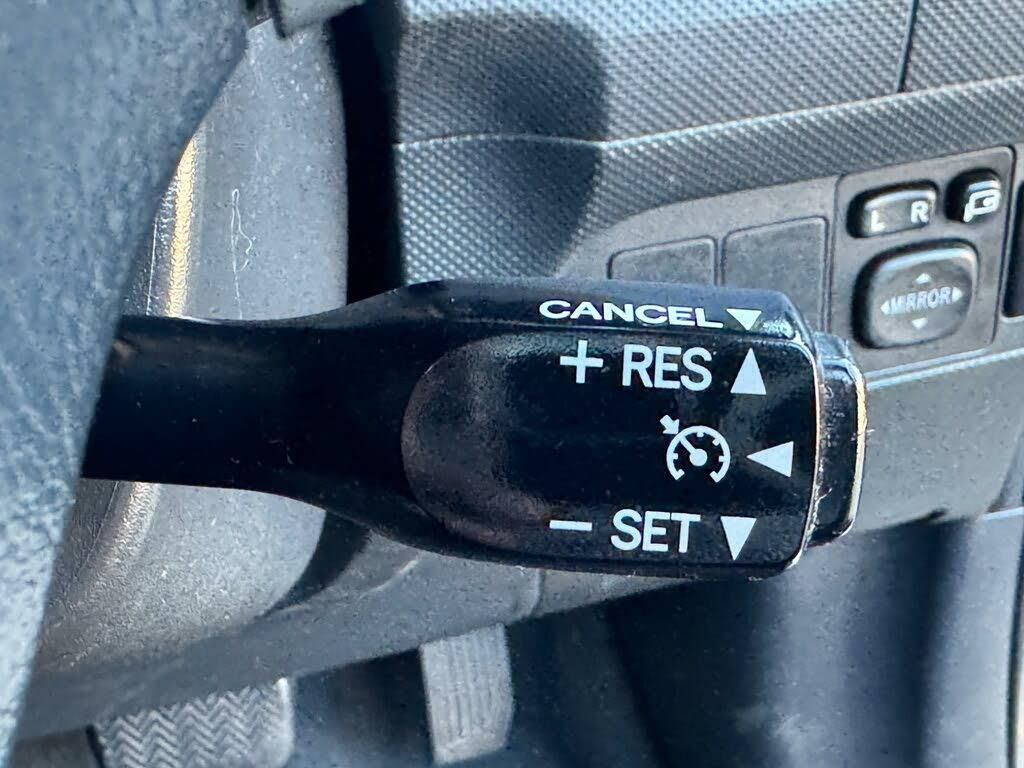 CANCEL
+ RES
- SET
L R
MIRROR